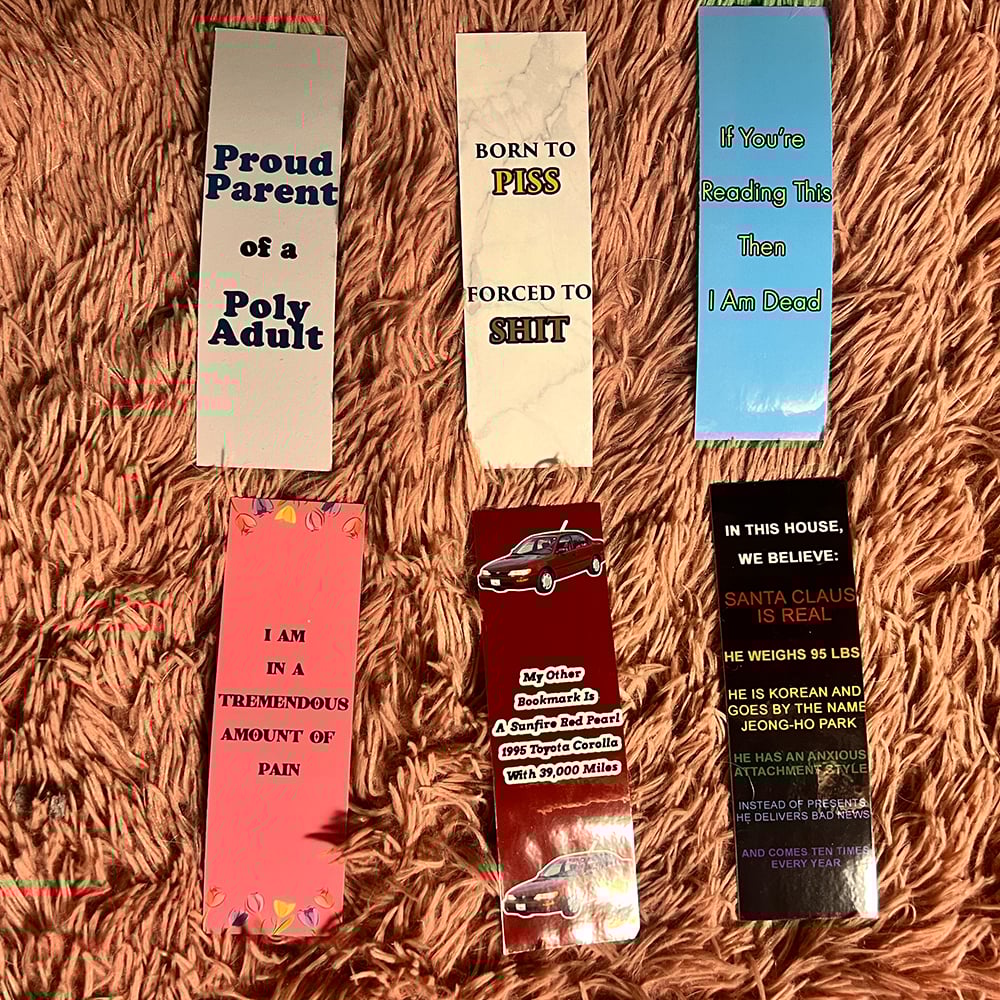 Proud
Parent
of a
Poly
Adult
BORN TO
PISS
FORCED TO
SHIT
If You're
Reading This
Then
I Am Dead
I AM
IN A
TREMENDOUS
AMOUNT OF
PAIN
My Other
Bookmark Is
A Sunfire Red Pearl
1995 Toyota Corolla
With 39,000 Miles
IN THIS HOUSE,
WE BELIEVE:
SANTA CLAUS
IS REAL
HE WEIGHS 95 LBS
HE IS KOREAN AND
GOES BY THE NAME
JEONG-HO PARK
HE HAS AN ANXIOUS
ATTACHMENT STYLE
INSTEAD OF PRESENTS
HE DELIVERS BAD NEWS
AND COMES TEN TIMES
EVERY YEAR